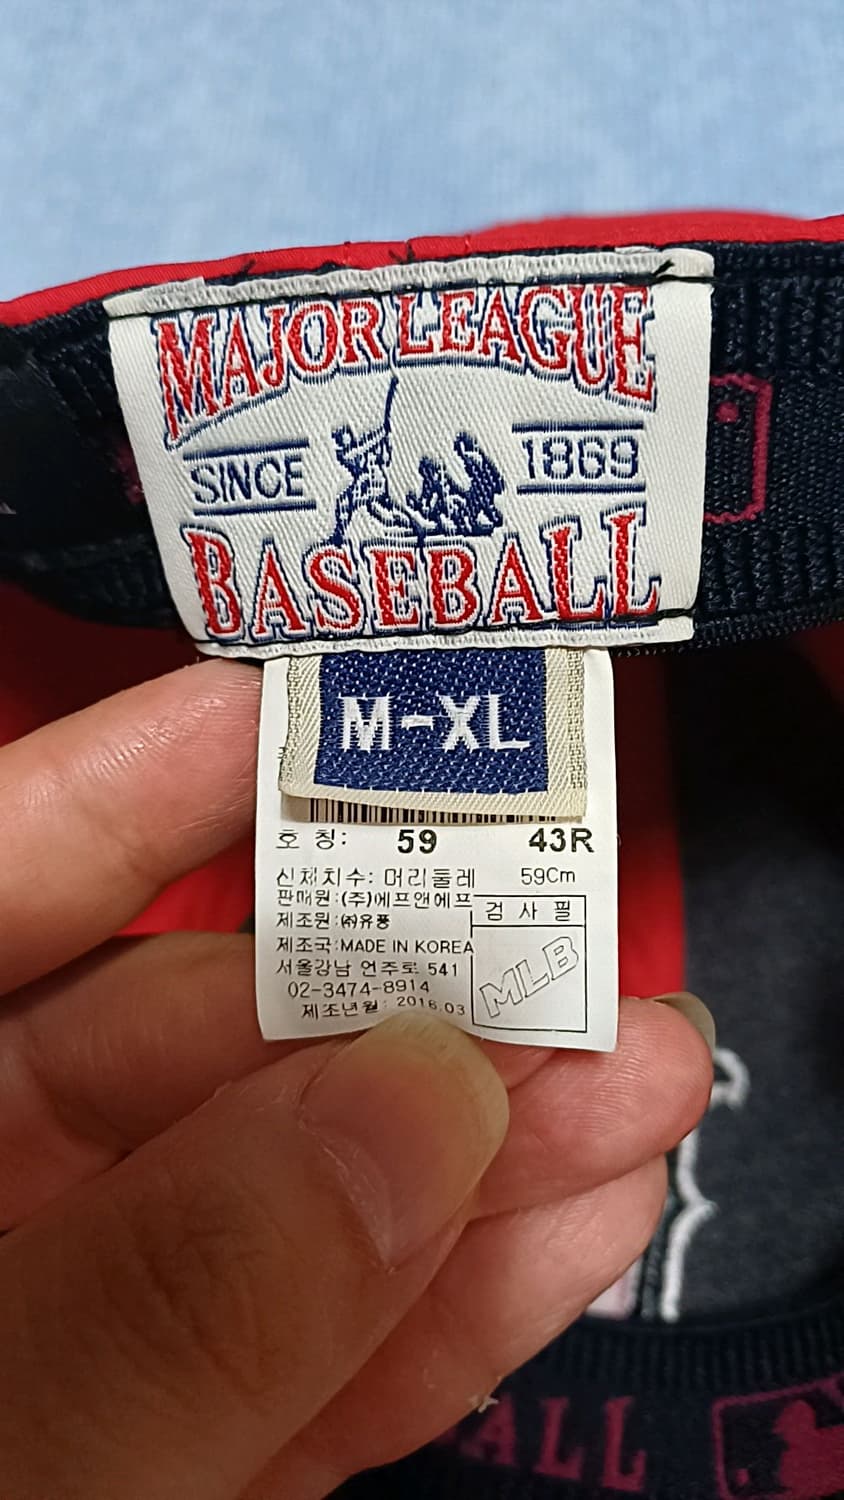 MAJOR LEAGUE
SINCE 1869
BASEBALL
M-XL
호 칭: 59 43R
신체치수: 머리둘레 59Cm
판매원:(주)에프앤에프
검 사 필
제조원:㈜유풍
제조국:MADE IN KOREA
MLB
서울강남 언주로 541
02-3474-8914
제조년월: 2016.03
ALL